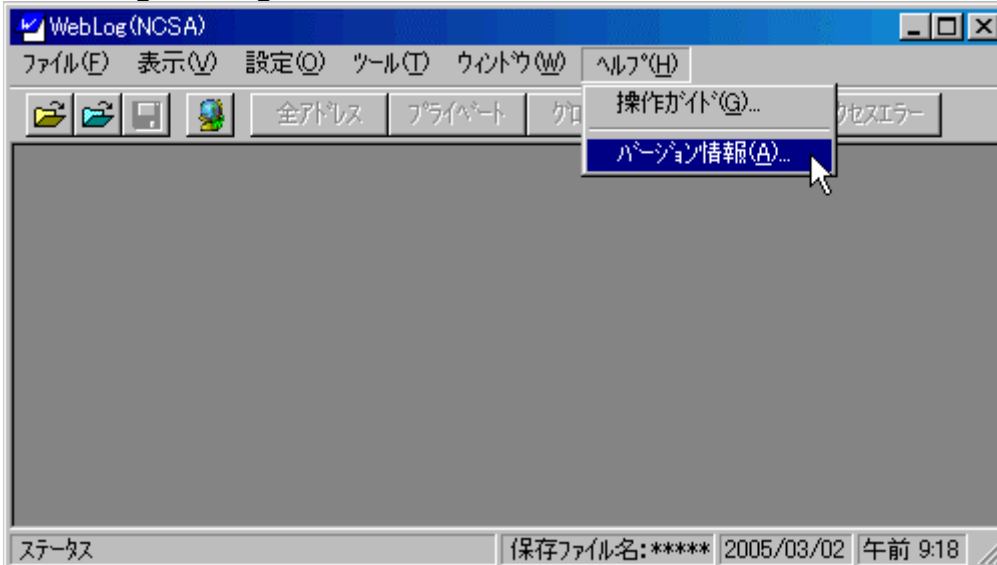 WebLog(NCSA)
ファイル(F) 表示(V) 設定(O) ツール(T) ウィンドウ(W) ヘルプ(H)
全アドレス プライベート グロ クセスエラー
操作ガイド(G)...
バージョン情報(A)...
ステータス 保存ファイル名:***** 2005/03/02 午前 9:18